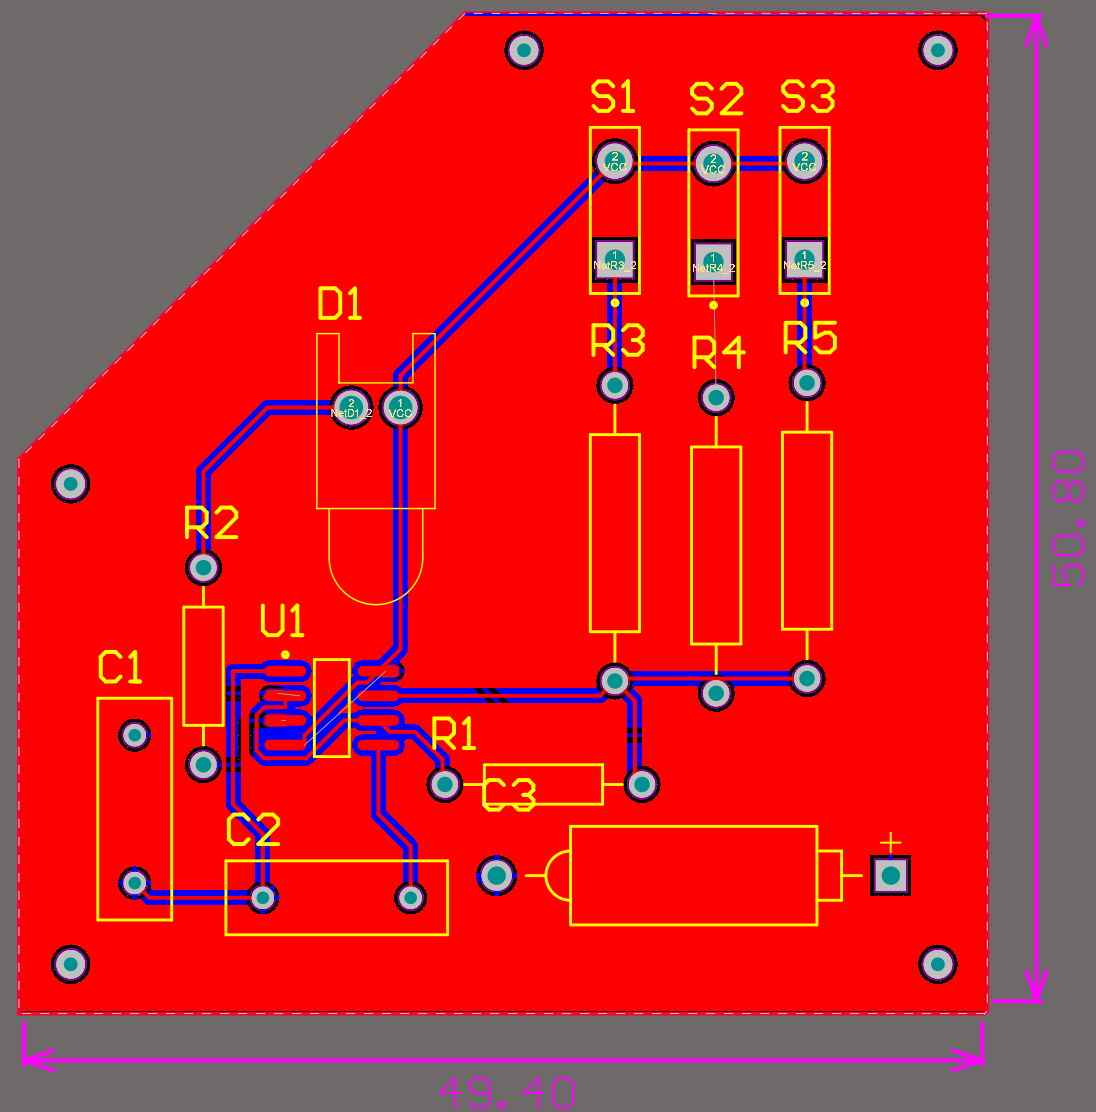 S1 S2 S3
2 VCC
2 VCC
2 VCC
1 NetR3_2
1 NetR4_2
1 NetR5_2
D1
R3 R4 R5
2 NetD1_2
1 VCC
50.80
R2
U1
C1
R1
C3
C2
+
49.40